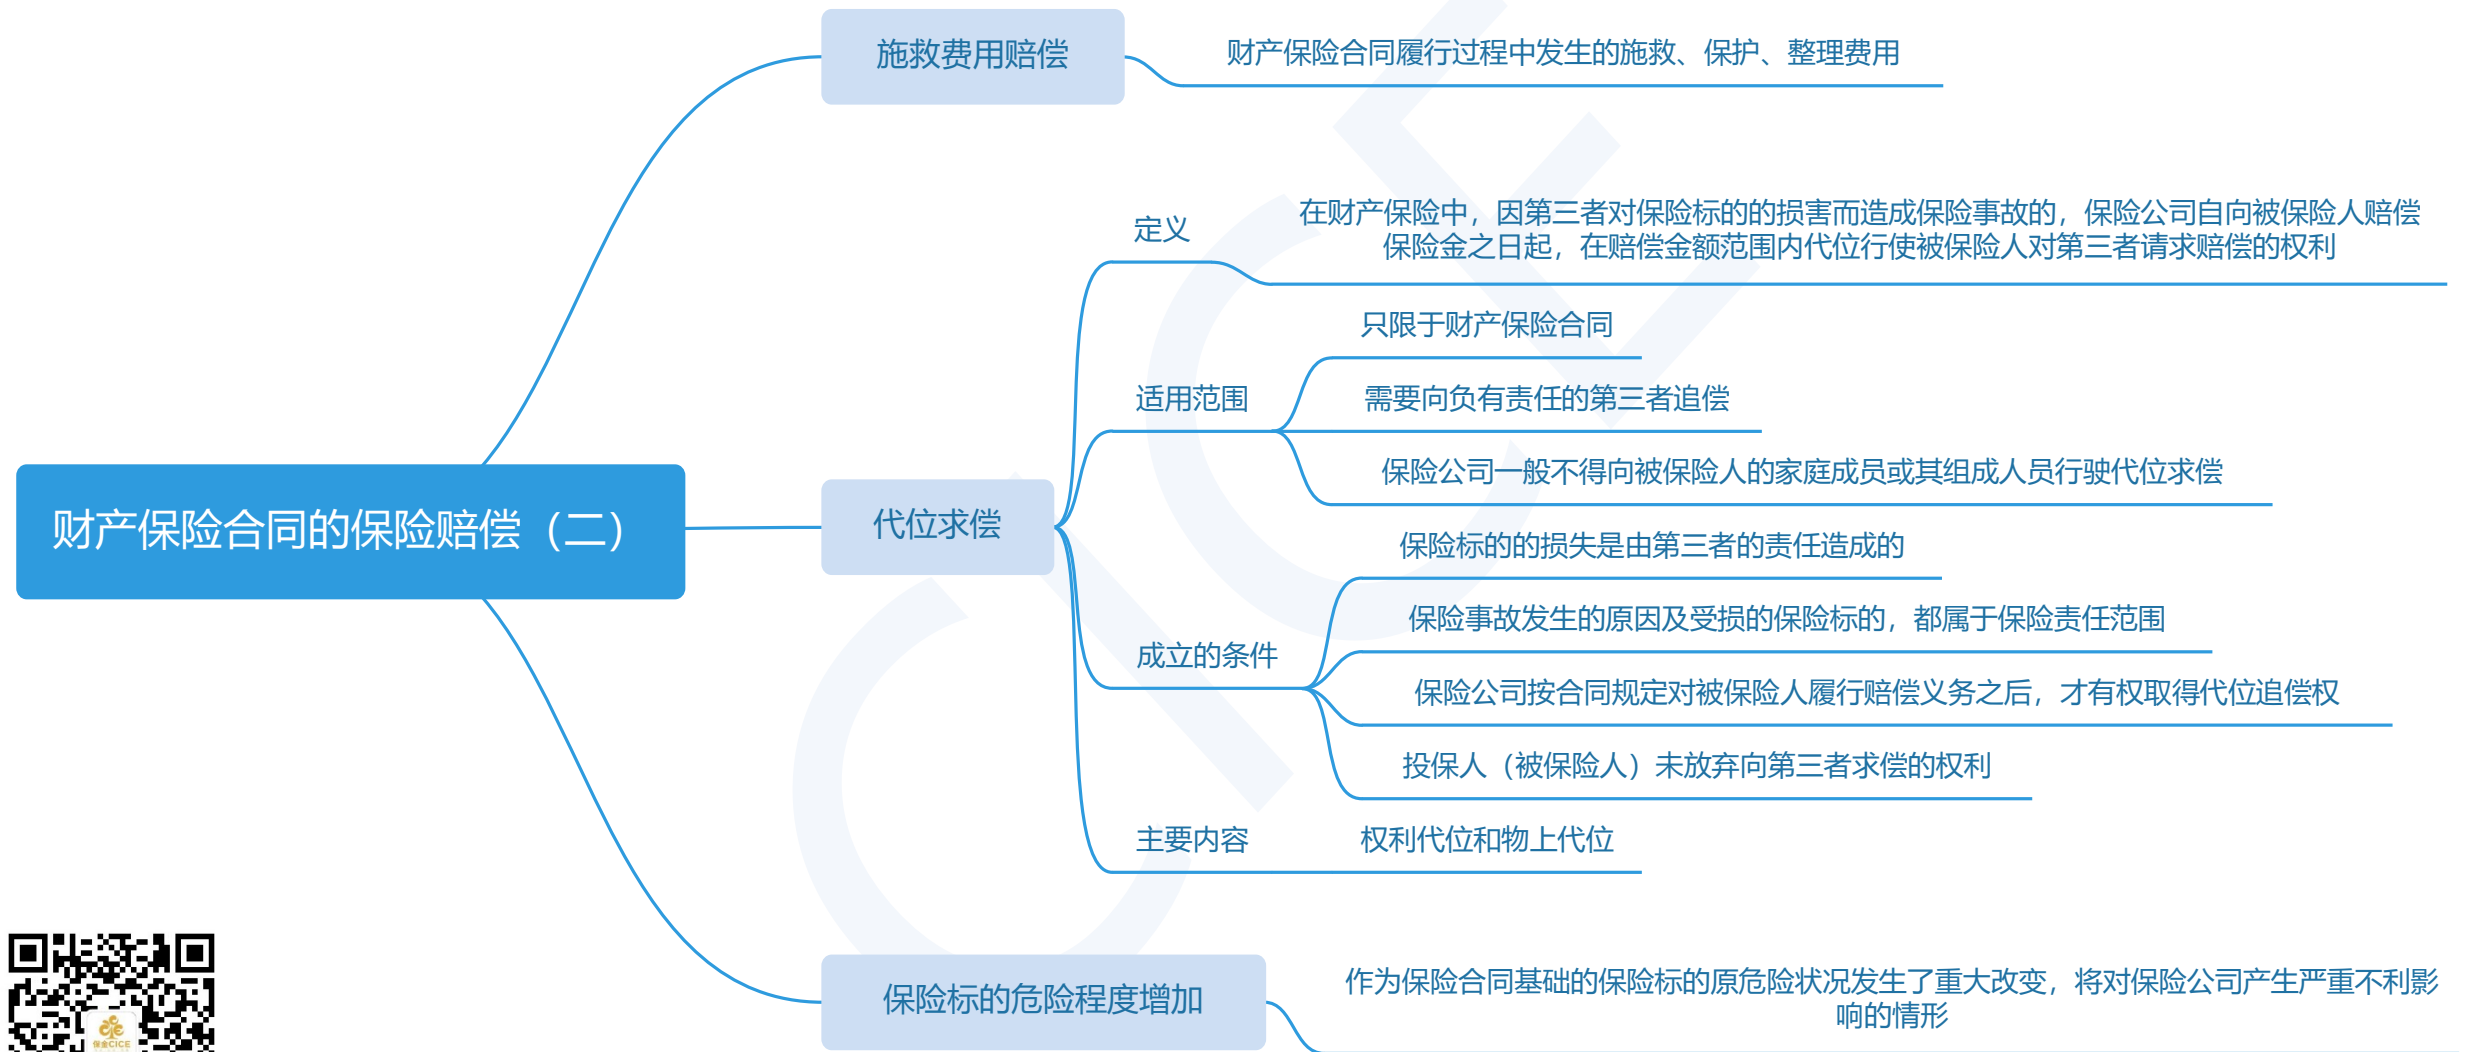 施救费用赔偿
财产保险合同履行过程中发生的施救、保护、整理费用
定义
在财产保险中，因第三者对保险标的的损害而造成保险事故的，保险公司自向被保险人赔偿
保险金之日起，在赔偿金额范围内代位行使被保险人对第三者请求赔偿的权利
只限于财产保险合同
适用范围
需要向负有责任的第三者追偿
保险公司一般不得向被保险人的家庭成员或其组成人员行驶代位求偿
财产保险合同的保险赔偿（二）
代位求偿
保险标的的损失是由第三者的责任造成的
保险事故发生的原因及受损的保险标的，都属于保险责任范围
成立的条件
保险公司按合同规定对被保险人履行赔偿义务之后，才有权取得代位追偿权
投保人（被保险人）未放弃向第三者求偿的权利
主要内容
权利代位和物上代位
保险标的危险程度增加
作为保险合同基础的保险标的原危险状况发生了重大改变，将对保险公司产生严重不利影
响的情形
保金CICE
CICE